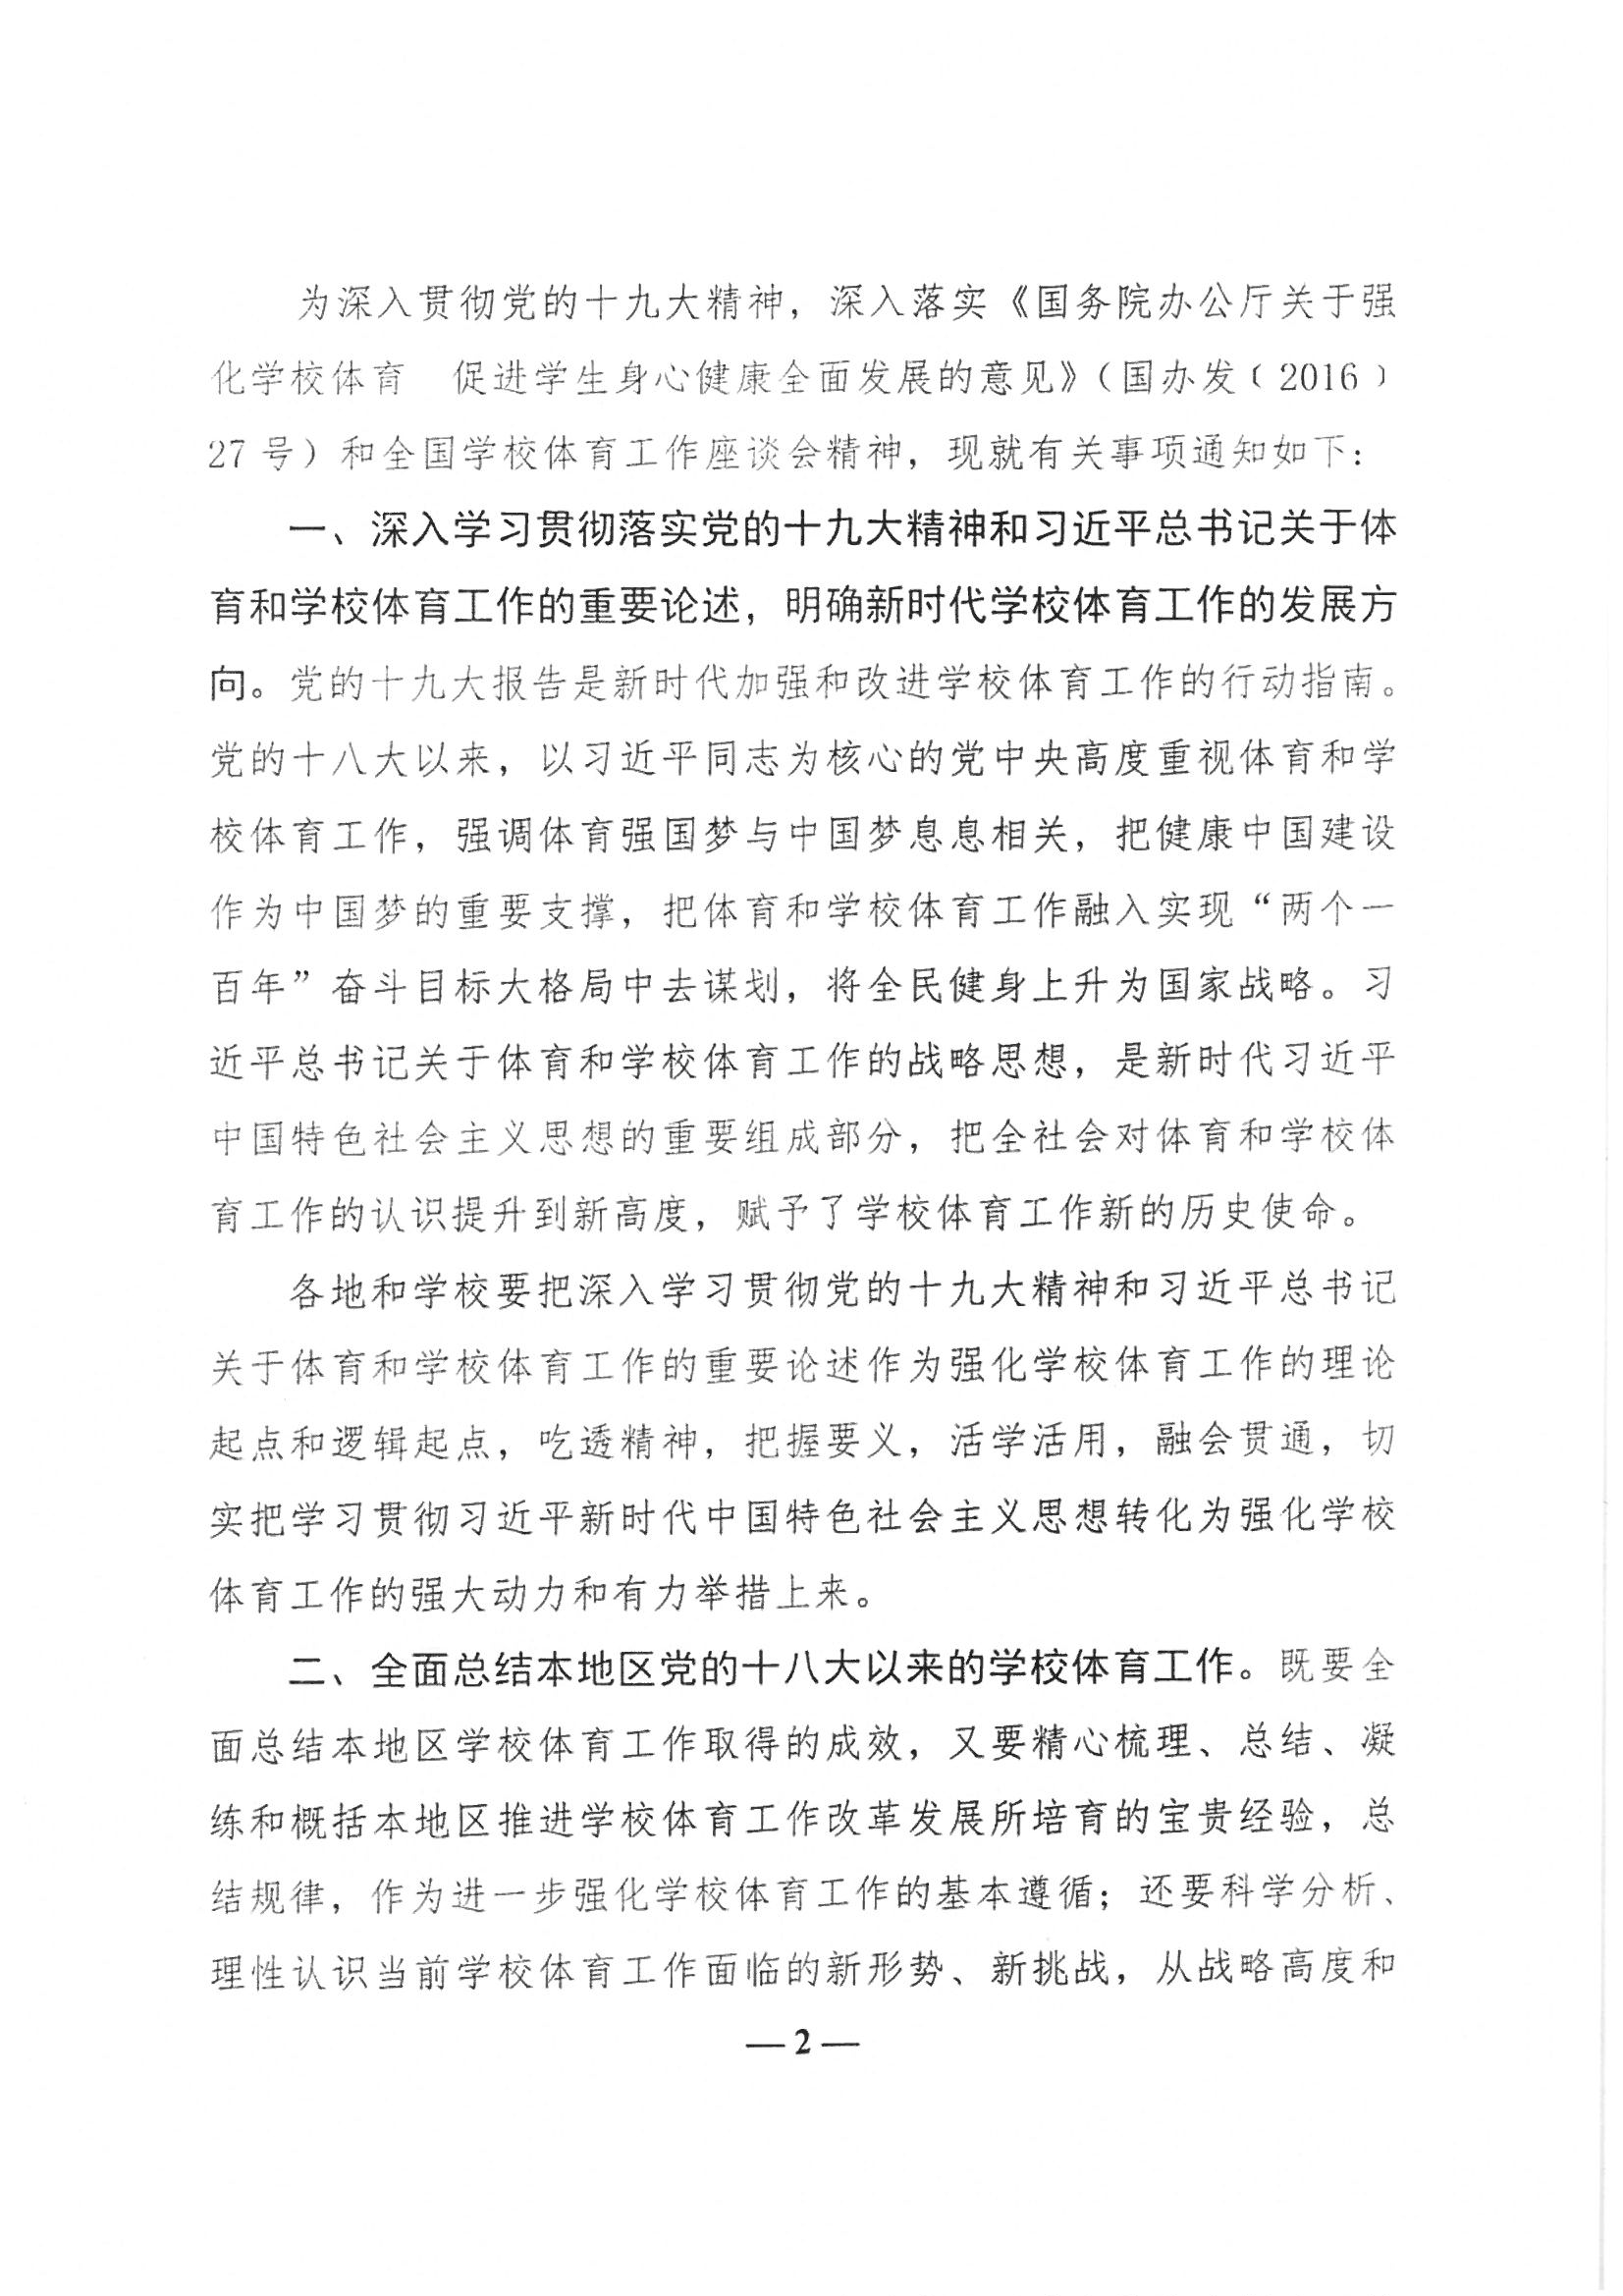 为深入贯彻党的十九大精神，深入落实《国务院办公厅关于强
化学校体育　促进学生身心健康全面发展的意见》（国办发〔2016〕
27 号）和全国学校体育工作座谈会精神，现就有关事项通知如下：
一、深入学习贯彻落实党的十九大精神和习近平总书记关于体
育和学校体育工作的重要论述，明确新时代学校体育工作的发展方
向。党的十九大报告是新时代加强和改进学校体育工作的行动指南。
党的十八大以来，以习近平同志为核心的党中央高度重视体育和学
校体育工作，强调体育强国梦与中国梦息息相关，把健康中国建设
作为中国梦的重要支撑，把体育和学校体育工作融入实现“两个一
百年”奋斗目标大格局中去谋划，将全民健身上升为国家战略。习
近平总书记关于体育和学校体育工作的战略思想，是新时代习近平
中国特色社会主义思想的重要组成部分，把全社会对体育和学校体
育工作的认识提升到新高度，赋予了学校体育工作新的历史使命。
各地和学校要把深入学习贯彻党的十九大精神和习近平总书记
关于体育和学校体育工作的重要论述作为强化学校体育工作的理论
起点和逻辑起点，吃透精神，把握要义，活学活用，融会贯通，切
实把学习贯彻习近平新时代中国特色社会主义思想转化为强化学校
体育工作的强大动力和有力举措上来。
二、全面总结本地区党的十八大以来的学校体育工作。既要全
面总结本地区学校体育工作取得的成效，又要精心梳理、总结、凝
练和概括本地区推进学校体育工作改革发展所培育的宝贵经验，总
结规律，作为进一步强化学校体育工作的基本遵循；还要科学分析、
理性认识当前学校体育工作面临的新形势、新挑战，从战略高度和
— 2 —